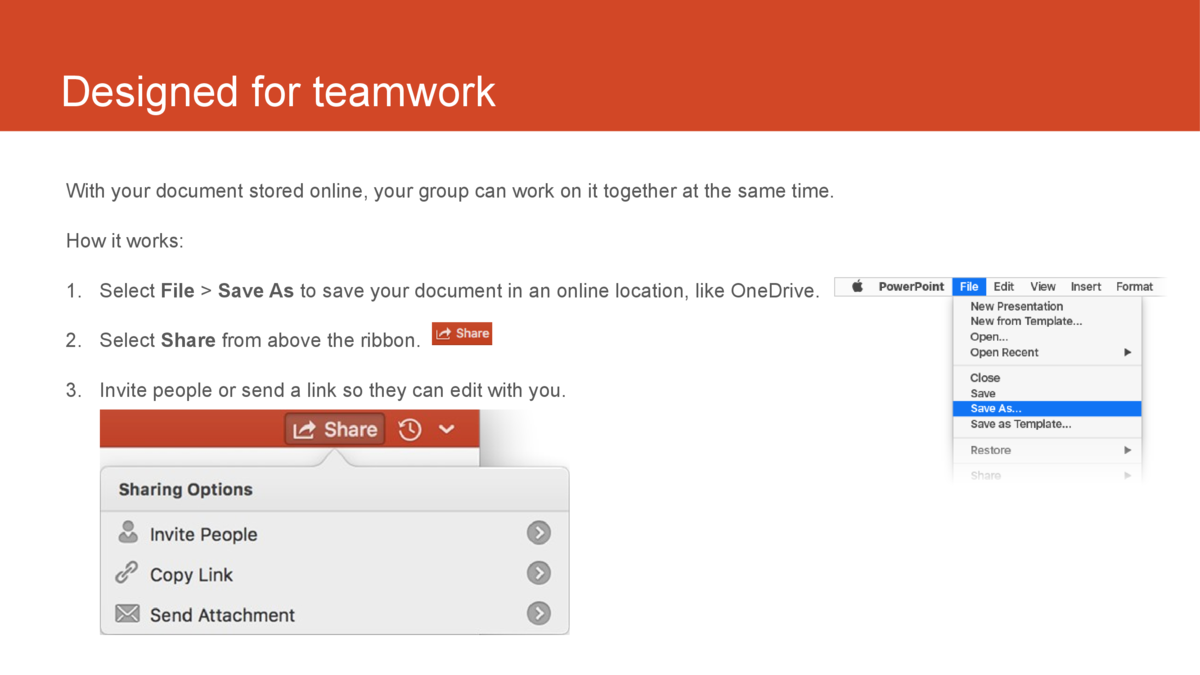 Designed for teamwork
With your document stored online, your group can work on it together at the same time.
How it works:
1. Select File > Save As to save your document in an online location, like OneDrive.
2. Select Share from above the ribbon.
Share
3. Invite people or send a link so they can edit with you.
Share
Sharing Options
Invite People
Copy Link
Send Attachment
PowerPoint File Edit View Insert Format
New Presentation
New from Template...
Open...
Open Recent
Close
Save
Save As...
Save as Template...
Restore
Share